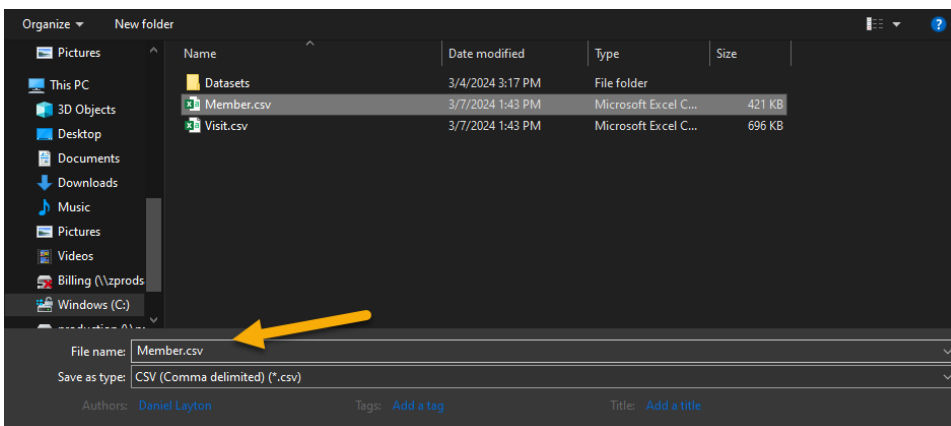 Organize New folder
Pictures
This PC
3D Objects
Desktop
Documents
Downloads
Music
Pictures
Videos
Billing (\\zprods
Windows (C:)
Name Date modified Type Size
Datasets 3/4/2024 3:17 PM File folder
Member.csv 3/7/2024 1:43 PM Microsoft Excel C... 421 KB
Visit.csv 3/7/2024 1:43 PM Microsoft Excel C... 696 KB
File name: Member.csv
Save as type: CSV (Comma delimited) (*.csv)
Authors: Daniel Layton Tags: Add a tag Title: Add a title